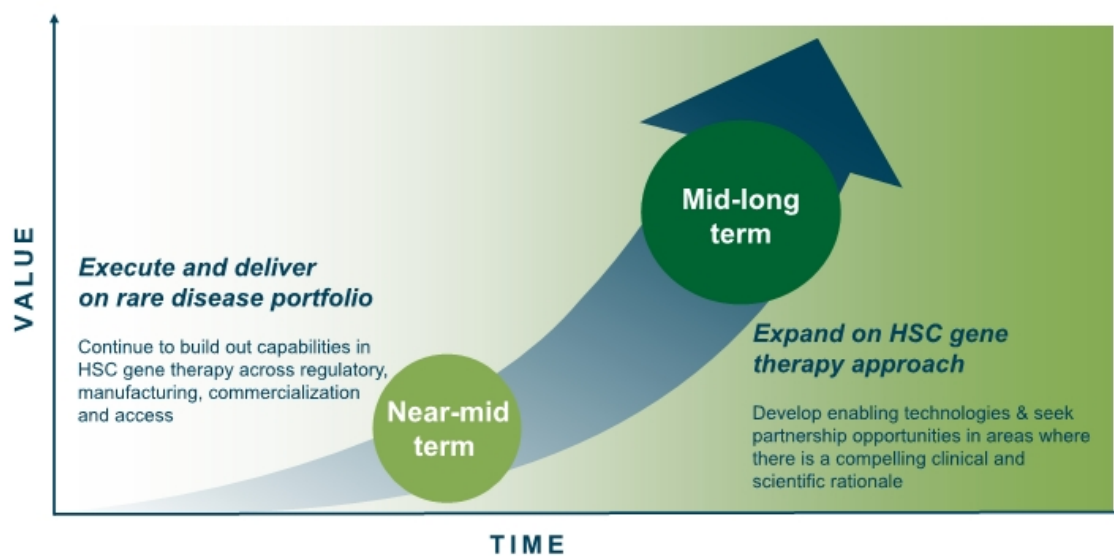 VALUE
Execute and deliver
on rare disease portfolio
Continue to build out capabilities in
HSC gene therapy across regulatory,
manufacturing, commercialization
and access
Near-mid
term
Mid-long
term
Expand on HSC gene
therapy approach
Develop enabling technologies & seek
partnership opportunities in areas where
there is a compelling clinical and
scientific rationale
TIME